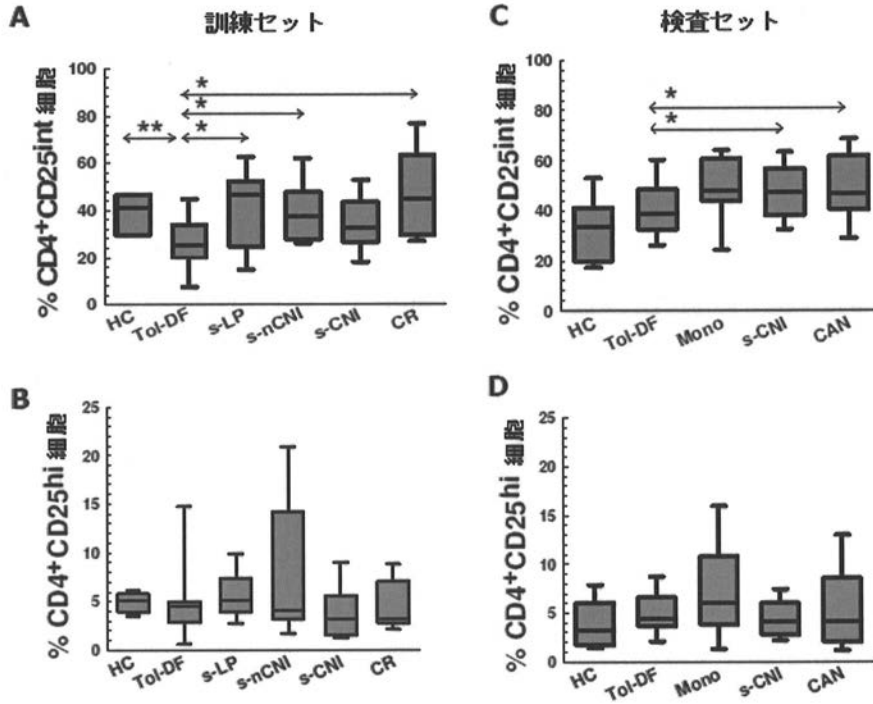 A 訓練セット
% CD4+CD25int 細胞
100
80
60
40
20
0
*
*
** *
HC Tol-DF s-LP s-nCNI s-CNI CR
C 検査セット
% CD4+CD25int 細胞
100
80
60
40
20
0
*
*
HC Tol-DF Mono s-CNI CAN
B
% CD4+CD25hi 細胞
25
20
15
10
5
0
HC Tol-DF s-LP s-nCNI s-CNI CR
D
% CD4+CD25hi 細胞
25
20
15
10
5
0
HC Tol-DF Mono s-CNI CAN